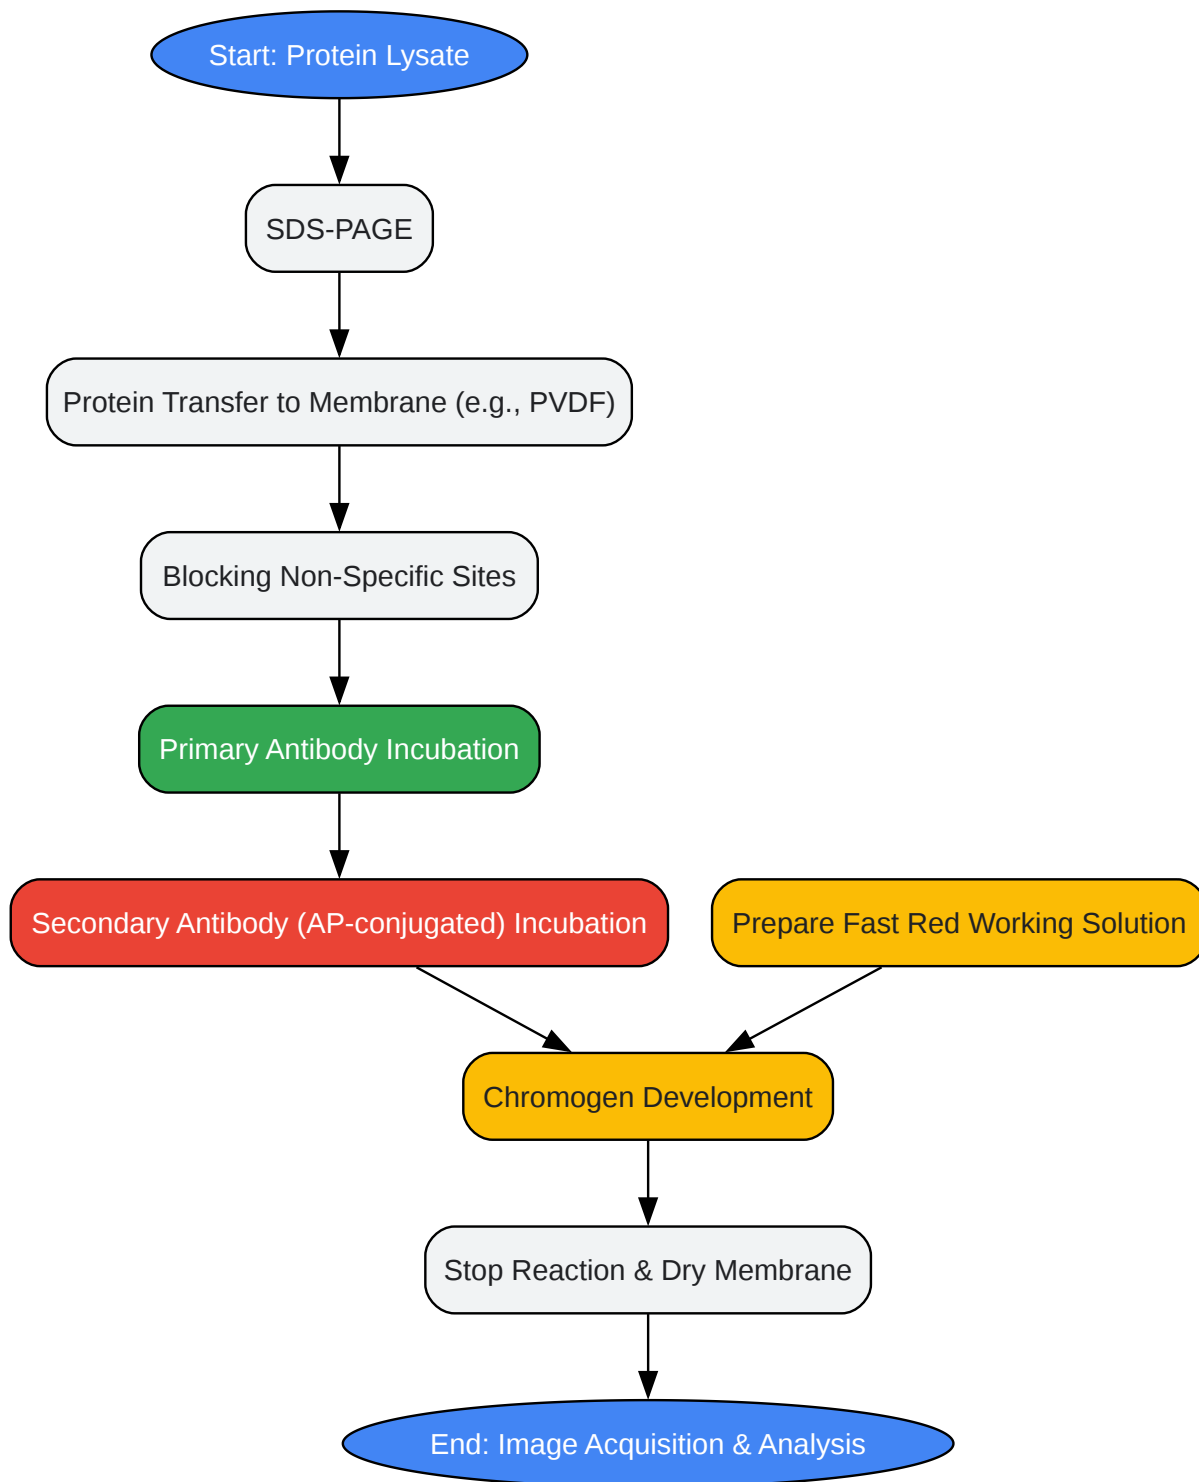 Start: Protein Lysate
SDS-PAGE
Protein Transfer to Membrane (e.g., PVDF)
Blocking Non-Specific Sites
Primary Antibody Incubation
Secondary Antibody (AP-conjugated) Incubation
Prepare Fast Red Working Solution
Chromogen Development
Stop Reaction & Dry Membrane
End: Image Acquisition & Analysis